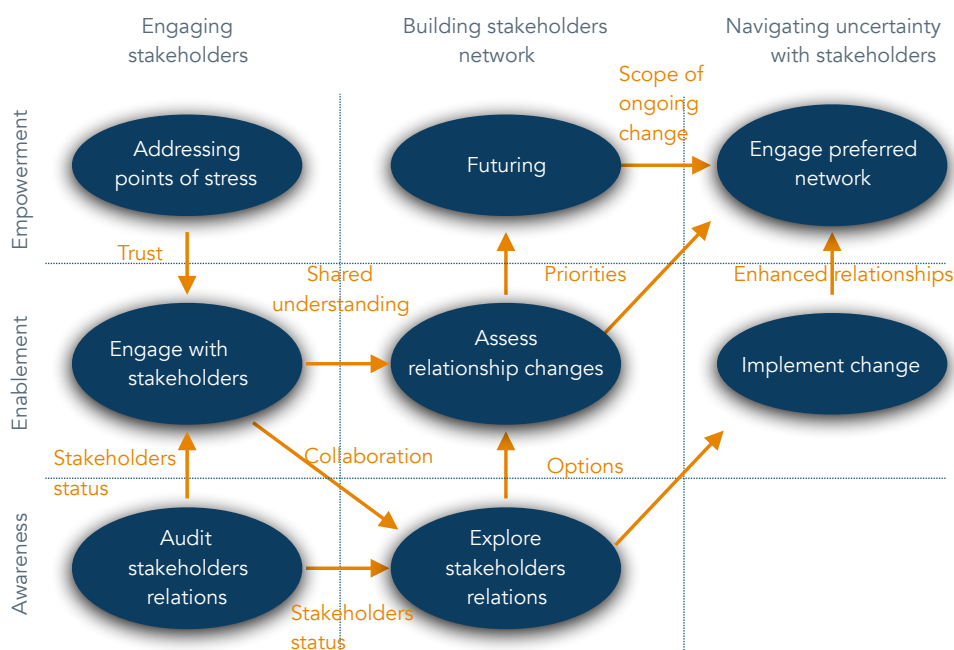 Engaging
stakeholders
Building stakeholders
network
Navigating uncertainty
with stakeholders
Empowerment
Addressing
points of stress
Futuring
Scope of
ongoing
change
Engage preferred
network
Trust
Shared
understanding
Priorities
Enhanced relationships
Enablement
Engage with
stakeholders
Assess
relationship changes
Implement change
Stakeholders
status
Collaboration
Options
Awareness
Audit
stakeholders
relations
Stakeholders
status
Explore
stakeholders
relations